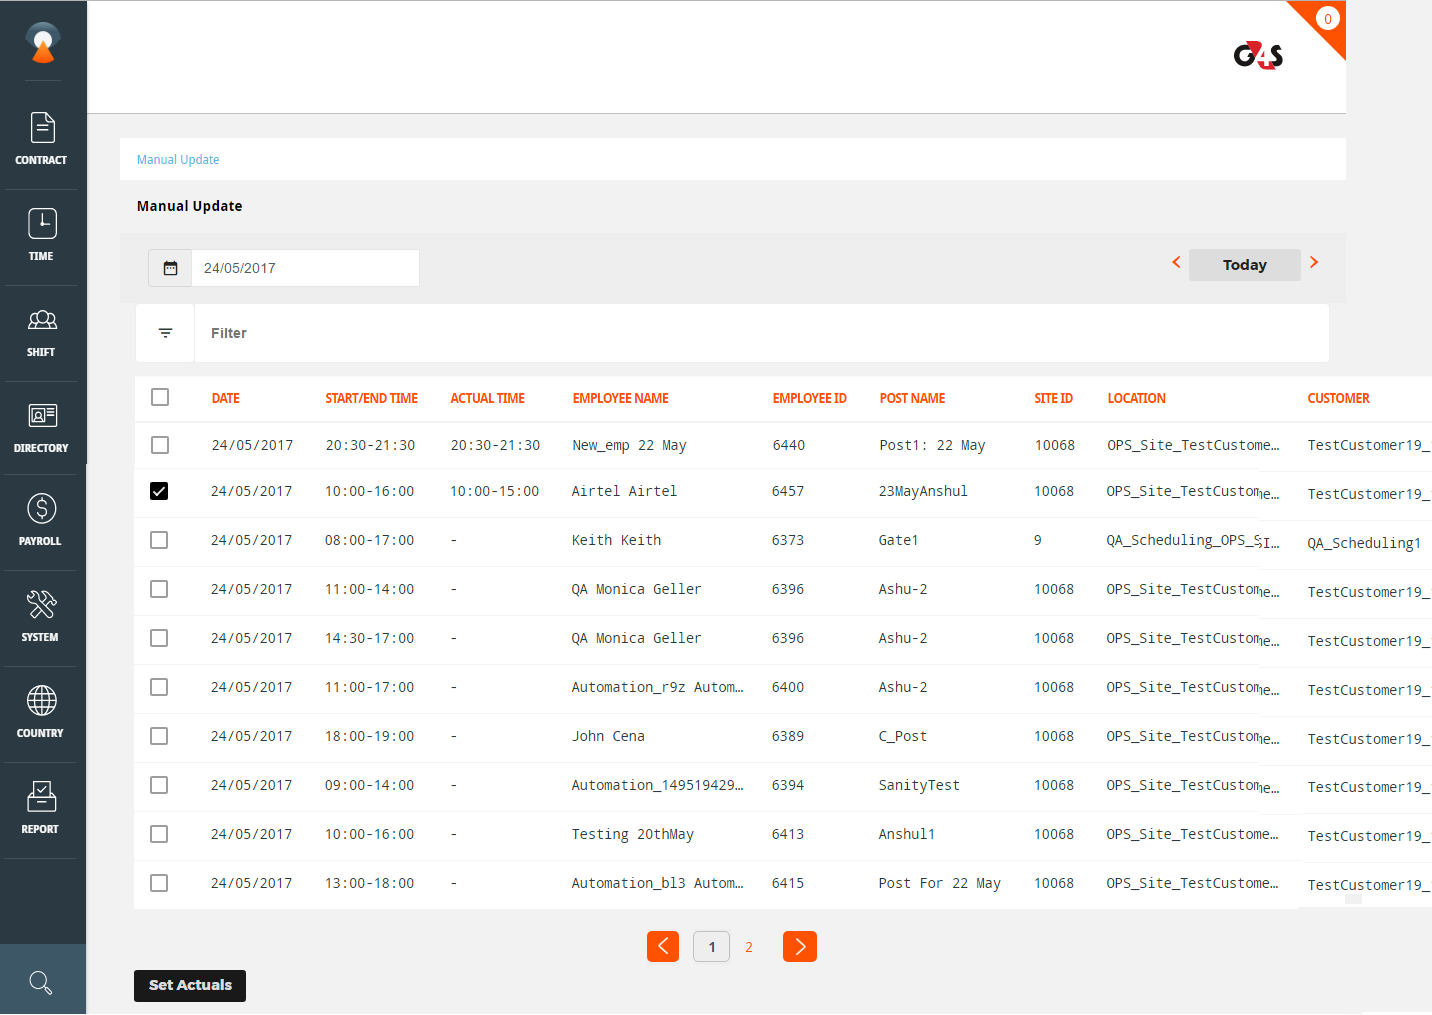 0
G4S
CONTRACT
TIME
SHIFT
DIRECTORY
PAYROLL
SYSTEM
COUNTRY
REPORT
Manual Update
Manual Update
24/05/2017
Today
Filter
DATE START/END TIME ACTUAL TIME EMPLOYEE NAME EMPLOYEE ID POST NAME SITE ID LOCATION CUSTOMER
24/05/2017 20:30-21:30 20:30-21:30 New_emp 22 May 6440 Post1: 22 May 10068 OPS_Site_TestCustome… TestCustomer19_
24/05/2017 10:00-16:00 10:00-15:00 Airtel Airtel 6457 23MayAnshul 10068 OPS_Site_TestCustome… TestCustomer19_
24/05/2017 08:00-17:00 - Keith Keith 6373 Gate1 9 QA_Scheduling_OPS_SI… QA_Scheduling1
24/05/2017 11:00-14:00 - QA Monica Geller 6396 Ashu-2 10068 OPS_Site_TestCustome… TestCustomer19_
24/05/2017 14:30-17:00 - QA Monica Geller 6396 Ashu-2 10068 OPS_Site_TestCustome… TestCustomer19_
24/05/2017 11:00-17:00 - Automation_r9z Autom… 6400 Ashu-2 10068 OPS_Site_TestCustome… TestCustomer19_
24/05/2017 18:00-19:00 - John Cena 6389 C_Post 10068 OPS_Site_TestCustome… TestCustomer19_
24/05/2017 09:00-14:00 - Automation_149519429… 6394 SanityTest 10068 OPS_Site_TestCustome… TestCustomer19_
24/05/2017 10:00-16:00 - Testing 20thMay 6413 Anshul1 10068 OPS_Site_TestCustome… TestCustomer19_
24/05/2017 13:00-18:00 - Automation_bl3 Autom… 6415 Post For 22 May 10068 OPS_Site_TestCustome… TestCustomer19_
1 2
Set Actuals